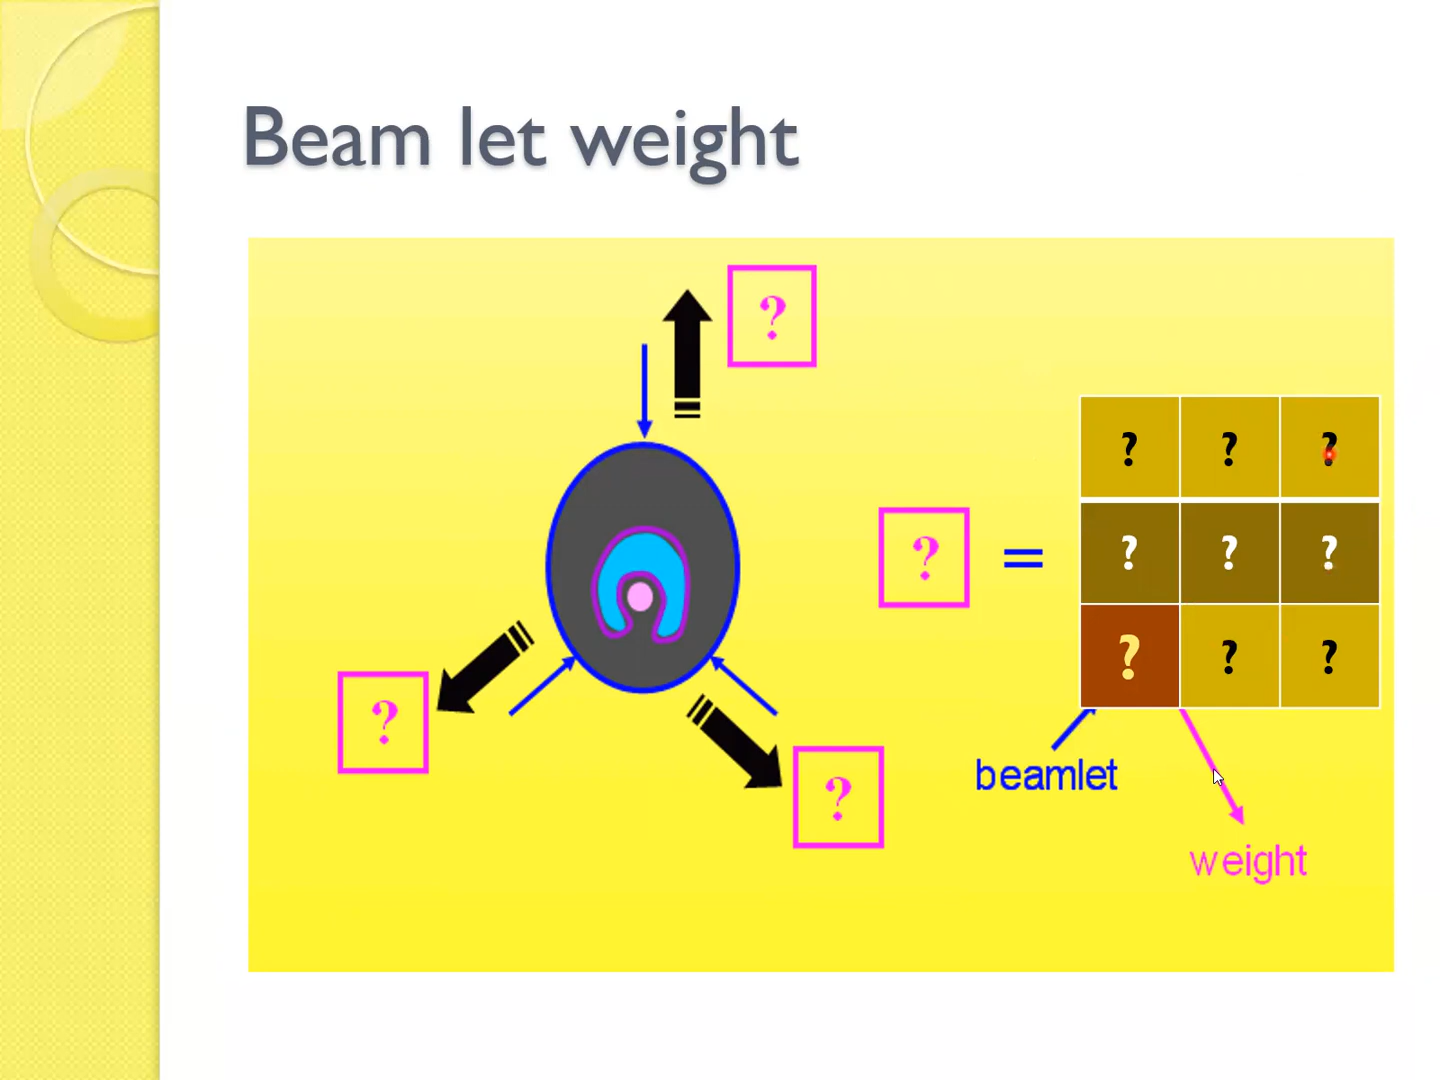 Beam let weight
?
? ? ?
? = ? ? ?
? ? ? ?
?
beamlet
weight